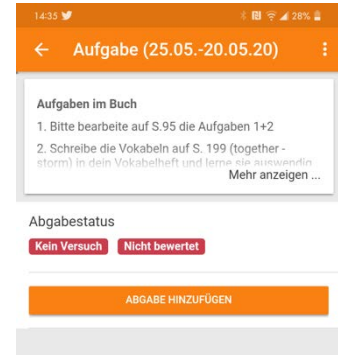 14:35 28%
Aufgabe (25.05.-20.05.20)
Aufgaben im Buch
1. Bitte bearbeite auf S.95 die Aufgaben 1+2
2. Schreibe die Vokabeln auf S. 199 (together -
storm) in dein Vokabelheft und lerne sie auswendig
Mehr anzeigen ...
Abgabestatus
Kein Versuch Nicht bewertet
ABGABE HINZUFÜGEN